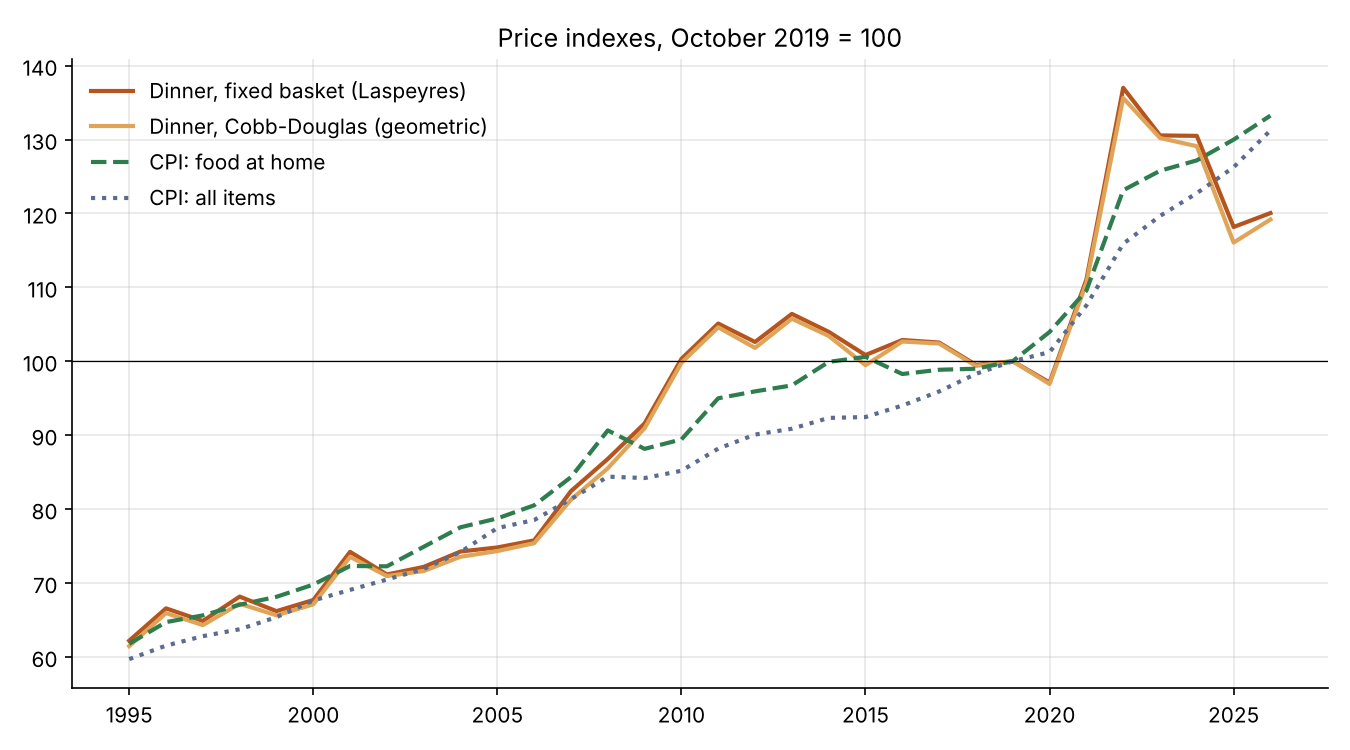 Price indexes, October 2019 = 100
140
130
120
110
100
90
80
70
60
Dinner, fixed basket (Laspeyres)
Dinner, Cobb-Douglas (geometric)
CPI: food at home
CPI: all items
1995 2000 2005 2010 2015 2020 2025